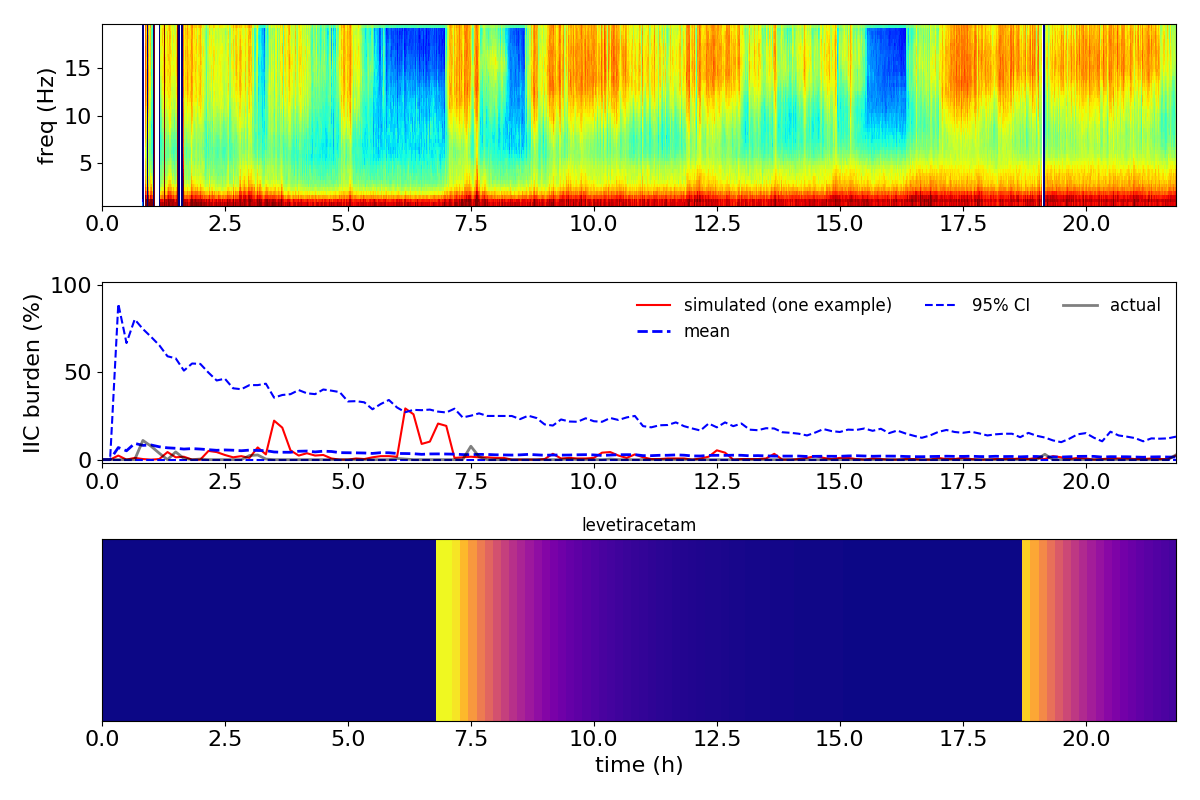 freq (Hz)
15
10
5
0.0 2.5 5.0 7.5 10.0 12.5 15.0 17.5 20.0
IIC burden (%)
100
50
0
simulated (one example)
mean
95% CI
actual
0.0 2.5 5.0 7.5 10.0 12.5 15.0 17.5 20.0
levetiracetam
0.0 2.5 5.0 7.5 10.0 12.5 15.0 17.5 20.0
time (h)